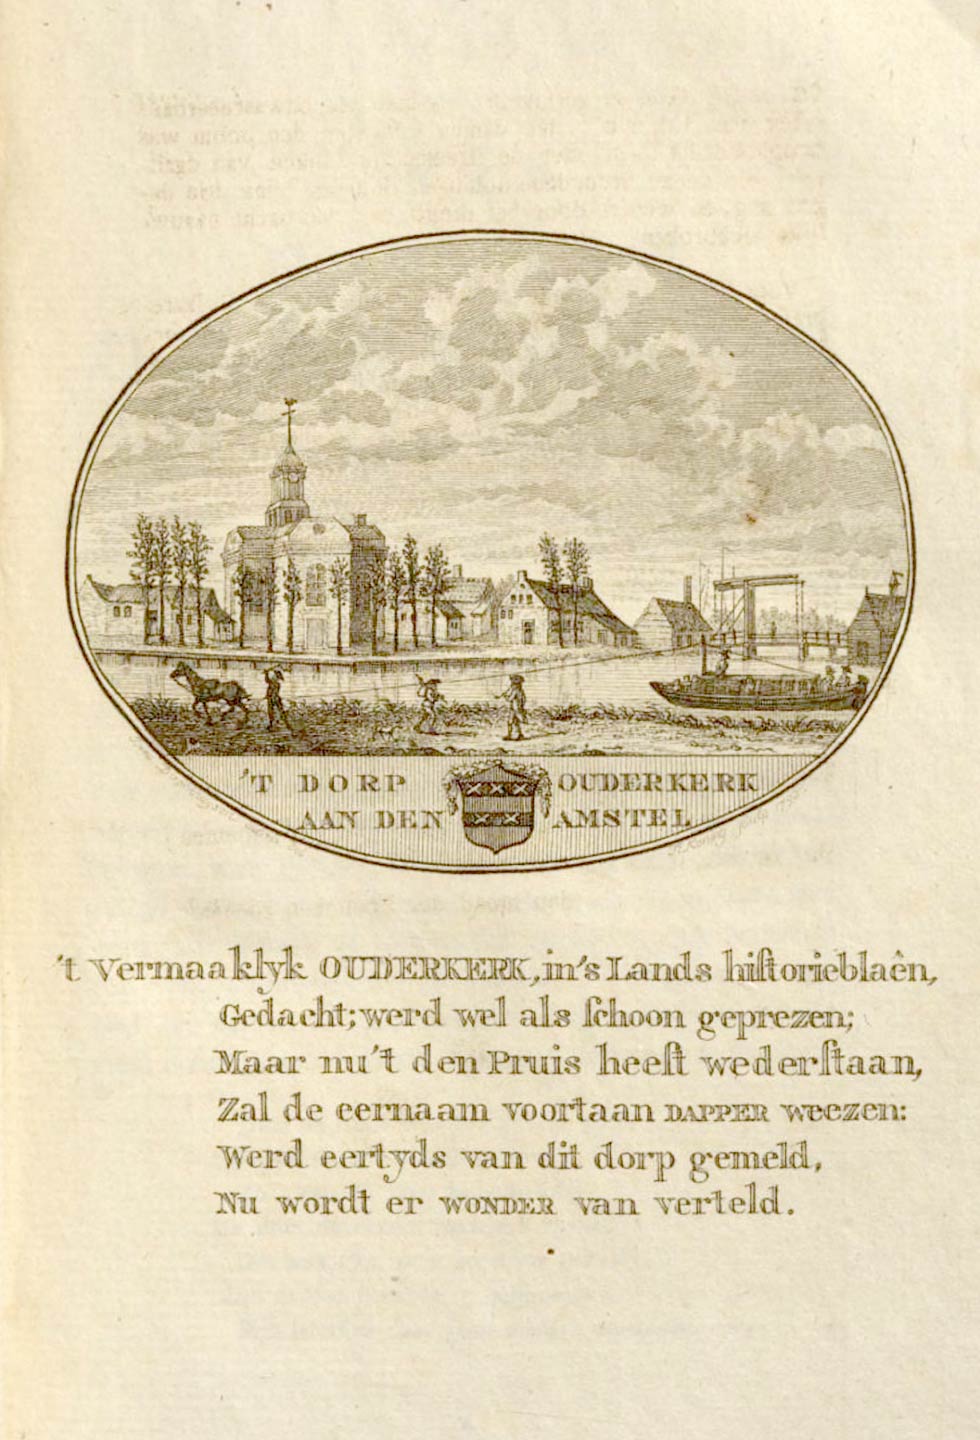 'T DORP OUDERKERK
AAN DEN AMSTEL
't Vermaaklyk OUDERKERK, in's Lands hiſtorieblaên,
Gedacht; werd wel als ſchoon geprezen;
Maar nu 't den Pruis heeft wederſtaan,
Zal de eernaam voortaan DAPPER weezen:
Werd eertyds van dit dorp gemeld,
Nu wordt er WONDER van verteld.